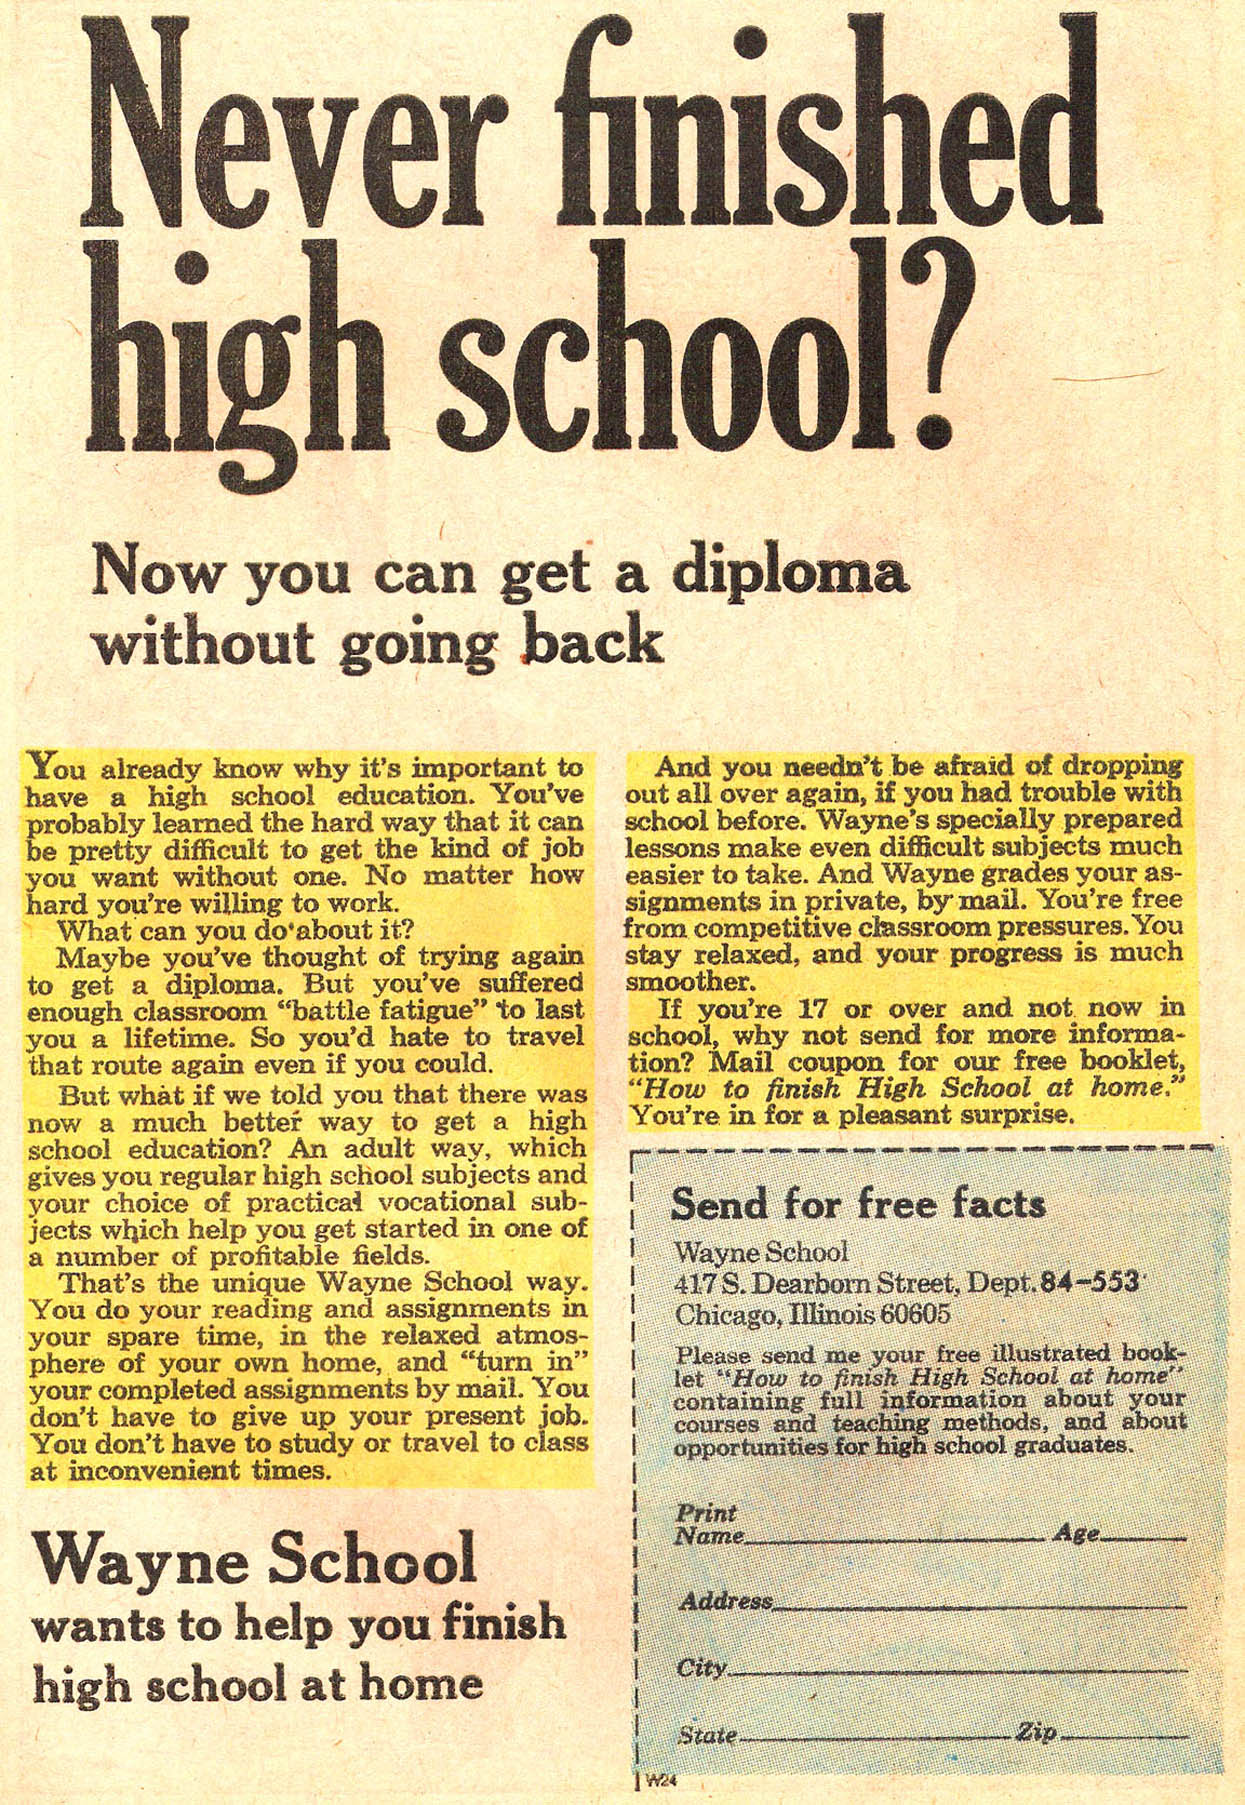 Never finished
high school?
Now you can get a diploma
without going back
You already know why it's important to
have a high school education. You've
probably learned the hard way that it can
be pretty difficult to get the kind of job
you want without one. No matter how
hard you're willing to work.
What can you do about it?
Maybe you've thought of trying again
to get a diploma. But you've suffered
enough classroom "battle fatigue" to last
you a lifetime. So you'd hate to travel
that route again even if you could.
But what if we told you that there was
now a much better way to get a high
school education? An adult way, which
gives you regular high school subjects and
your choice of practical vocational sub-
jects which help you get started in one of
a number of profitable fields.
That's the unique Wayne School way.
You do your reading and assignments in
your spare time, in the relaxed atmos-
phere of your own home, and "turn in"
your completed assignments by mail. You
don't have to give up your present job.
You don't have to study or travel to class
at inconvenient times.
Wayne School
wants to help you finish
high school at home
And you needn't be afraid of dropping
out all over again, if you had trouble with
school before. Wayne's specially prepared
lessons make even difficult subjects much
easier to take. And Wayne grades your as-
signments in private, by mail. You're free
from competitive classroom pressures. You
stay relaxed, and your progress is much
smoother.
If you're 17 or over and not now in
school, why not send for more informa-
tion? Mail coupon for our free booklet,
"How to finish High School at home."
You're in for a pleasant surprise.
Send for free facts
Wayne School
417 S. Dearborn Street, Dept. 84-553
Chicago, Illinois 60605
Please send me your free illustrated book-
let "How to finish High School at home"
containing full information about your
courses and teaching methods, and about
opportunities for high school graduates.
Print
Name Age
Address
City
State Zip
W24